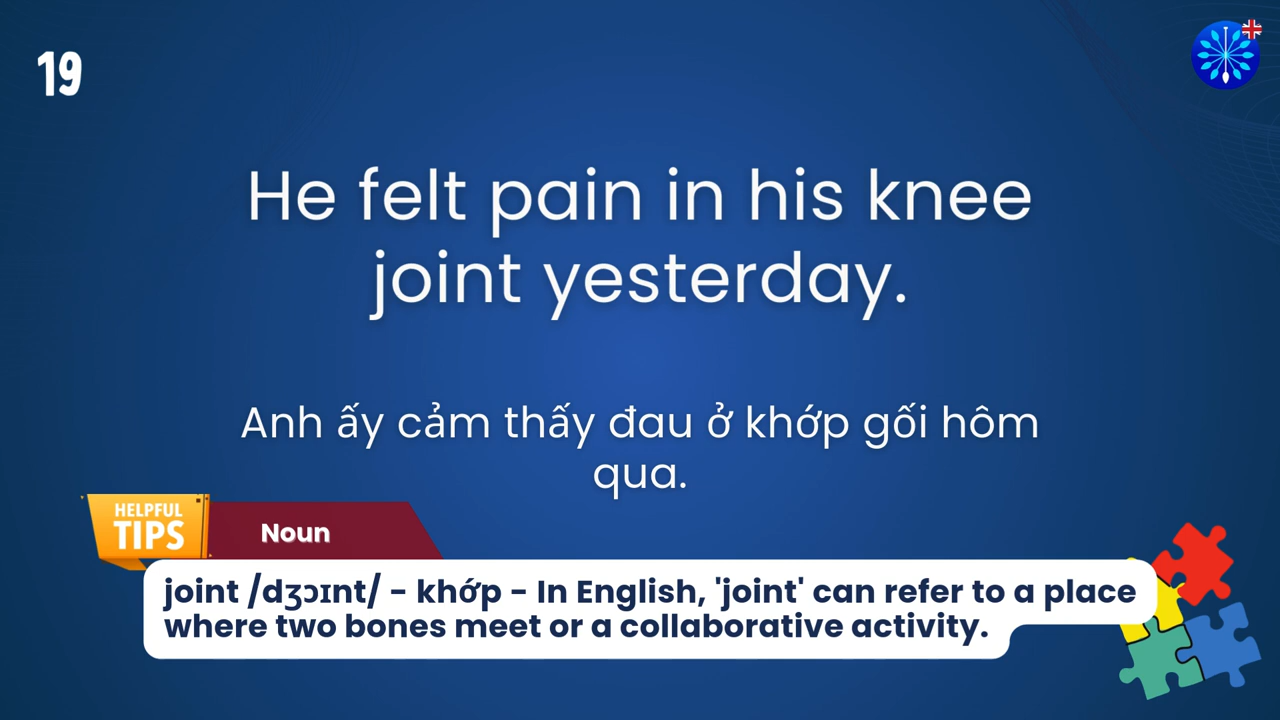 19
He felt pain in his knee
joint yesterday.
Anh ấy cảm thấy đau ở khớp gối hôm
qua.
HELPFUL
TIPS
Noun
joint /dʒɔɪnt/ - khớp - In English, 'joint' can refer to a place
where two bones meet or a collaborative activity.